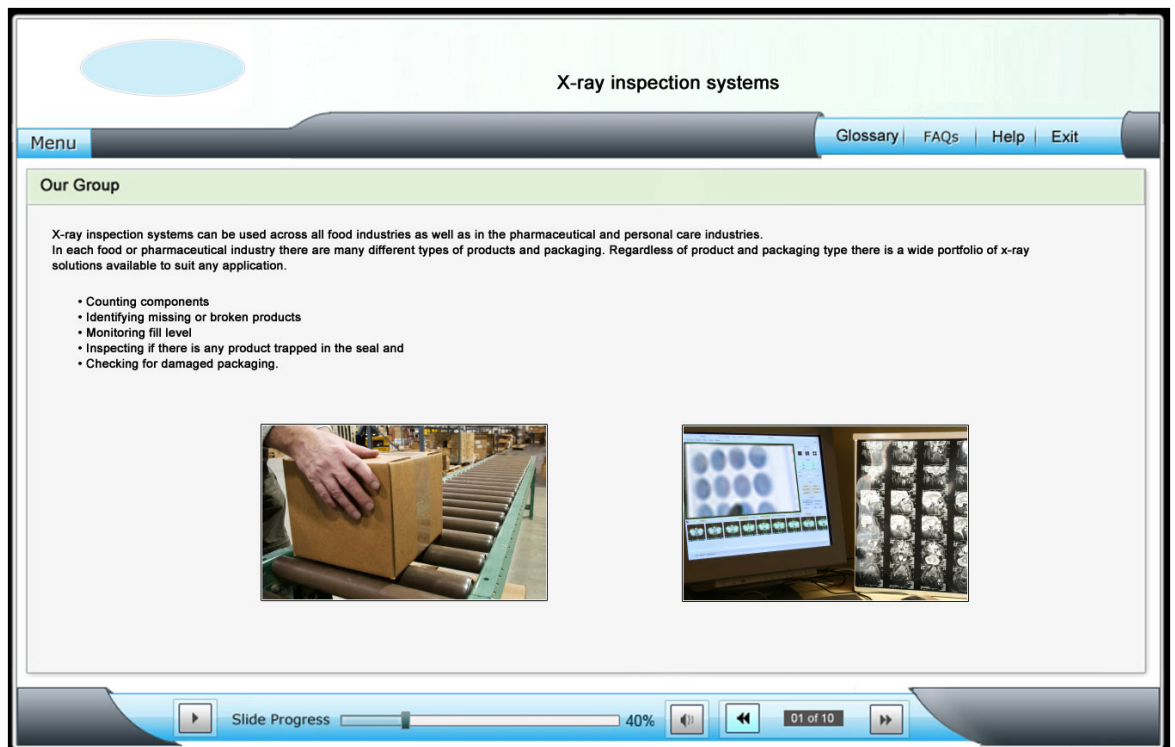 X-ray inspection systems
Menu
Glossary
FAQs
Help
Exit
Our Group
X-ray inspection systems can be used across all food industries as well as in the pharmaceutical and personal care industries.
In each food or pharmaceutical industry there are many different types of products and packaging. Regardless of product and packaging type there is a wide portfolio of x-ray
solutions available to suit any application.
• Counting components
• Identifying missing or broken products
• Monitoring fill level
• Inspecting if there is any product trapped in the seal and
• Checking for damaged packaging.
Slide Progress
40%
01 of 10